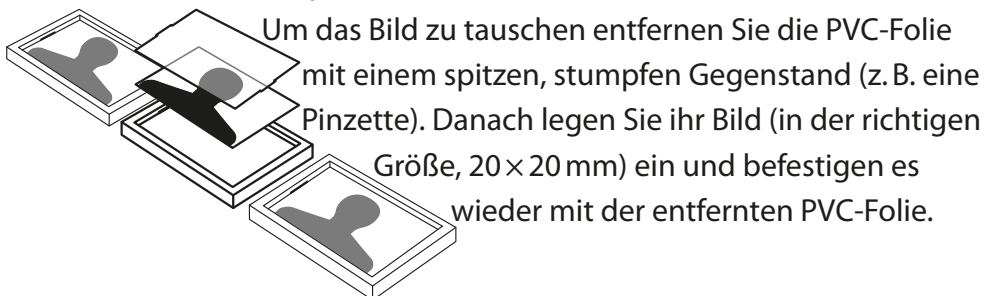 Um das Bild zu tauschen entfernen Sie die PVC-Folie
mit einem spitzen, stumpfen Gegenstand (z. B. eine
Pinzette). Danach legen Sie ihr Bild (in der richtigen
Größe, 20 × 20 mm) ein und befestigen es
wieder mit der entfernten PVC-Folie.